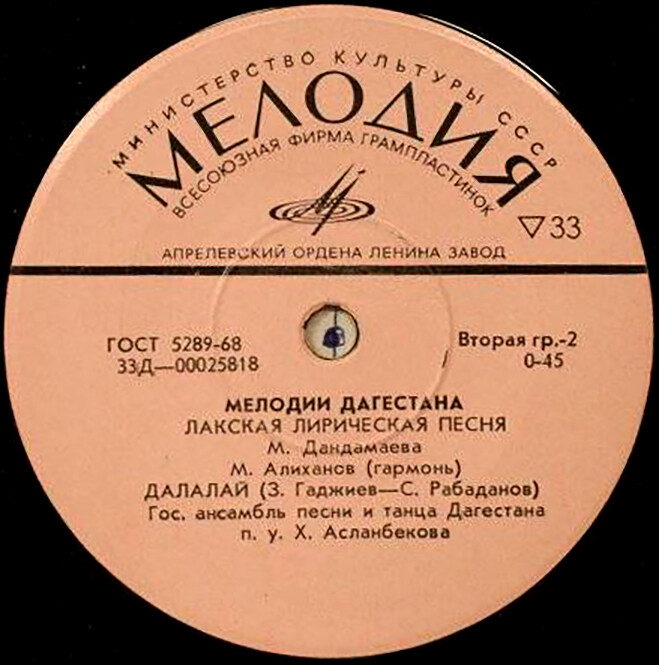 МИНИСТЕРСТВО КУЛЬТУРЫ СССР
МЕЛОДИЯ
ВСЕСОЮЗНАЯ ФИРМА ГРАМПЛАСТИНОК
33
АПРЕЛЕВСКИЙ ОРДЕНА ЛЕНИНА ЗАВОД
ГОСТ 5289-68
Вторая гр.-2
33Д—00025818
0-45
МЕЛОДИИ ДАГЕСТАНА
ЛАКСКАЯ ЛИРИЧЕСКАЯ ПЕСНЯ
М. Дандамаева
М. Алиханов (гармонь)
ДАЛАЛАЙ (З. Гаджиев—С. Рабаданов)
Гос. ансамбль песни и танца Дагестана
п. у. Х. Асланбекова